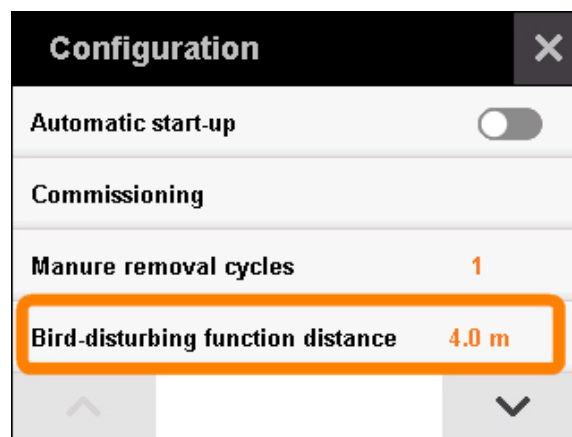 Configuration
Automatic start-up
Commissioning
Manure removal cycles 1
Bird-disturbing function distance 4.0 m